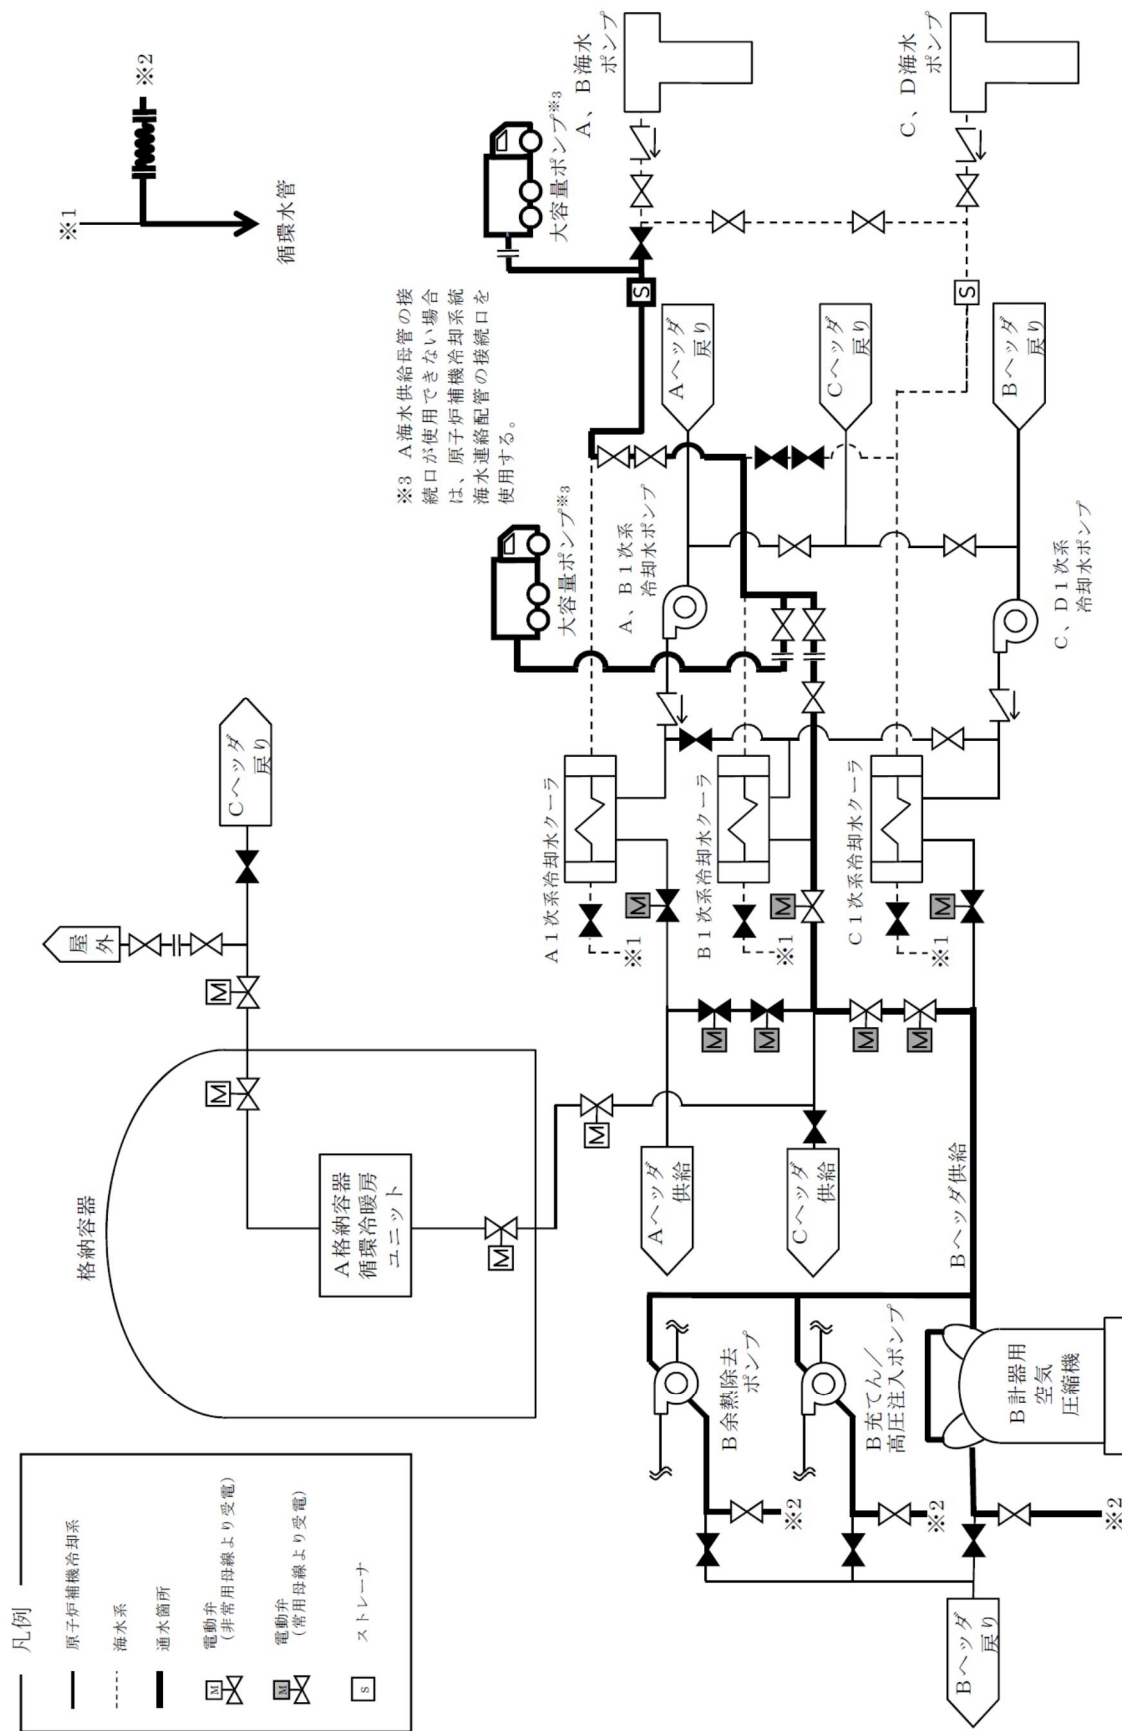 凡例
原子炉補機冷却系
海水系
通水箇所
電動弁
(非常用母線より受電)
電動弁
(常用母線より受電)
ストレーナ
M
M
S
格納容器
A格納容器
循環冷暖房
ユニット
M
M
M
M
屋外
Cヘッダ
戻り
※1
※2
循環水管
※3 A海水供給母管の接
続口が使用できない場合
は、原子炉補機冷却系統
海水連絡配管の接続口を
使用する。
大容量ポンプ※3
大容量ポンプ※3
A、B海水
ポンプ
C、D海水
ポンプ
S
S
Aヘッダ
戻り
Cヘッダ
戻り
Bヘッダ
戻り
A、B1次系
冷却水ポンプ
C、D1次系
冷却水ポンプ
A1次系冷却水クーラ
B1次系冷却水クーラ
C1次系冷却水クーラ
M
M
M
※1
※1
※1
M
M
M
M
Aヘッダ
供給
Cヘッダ
供給
Bヘッダ供給
B余熱除去
ポンプ
B充てん/
高圧注入ポンプ
B計器用
空気
圧縮機
※2
※2
※2
Bヘッダ
戻り